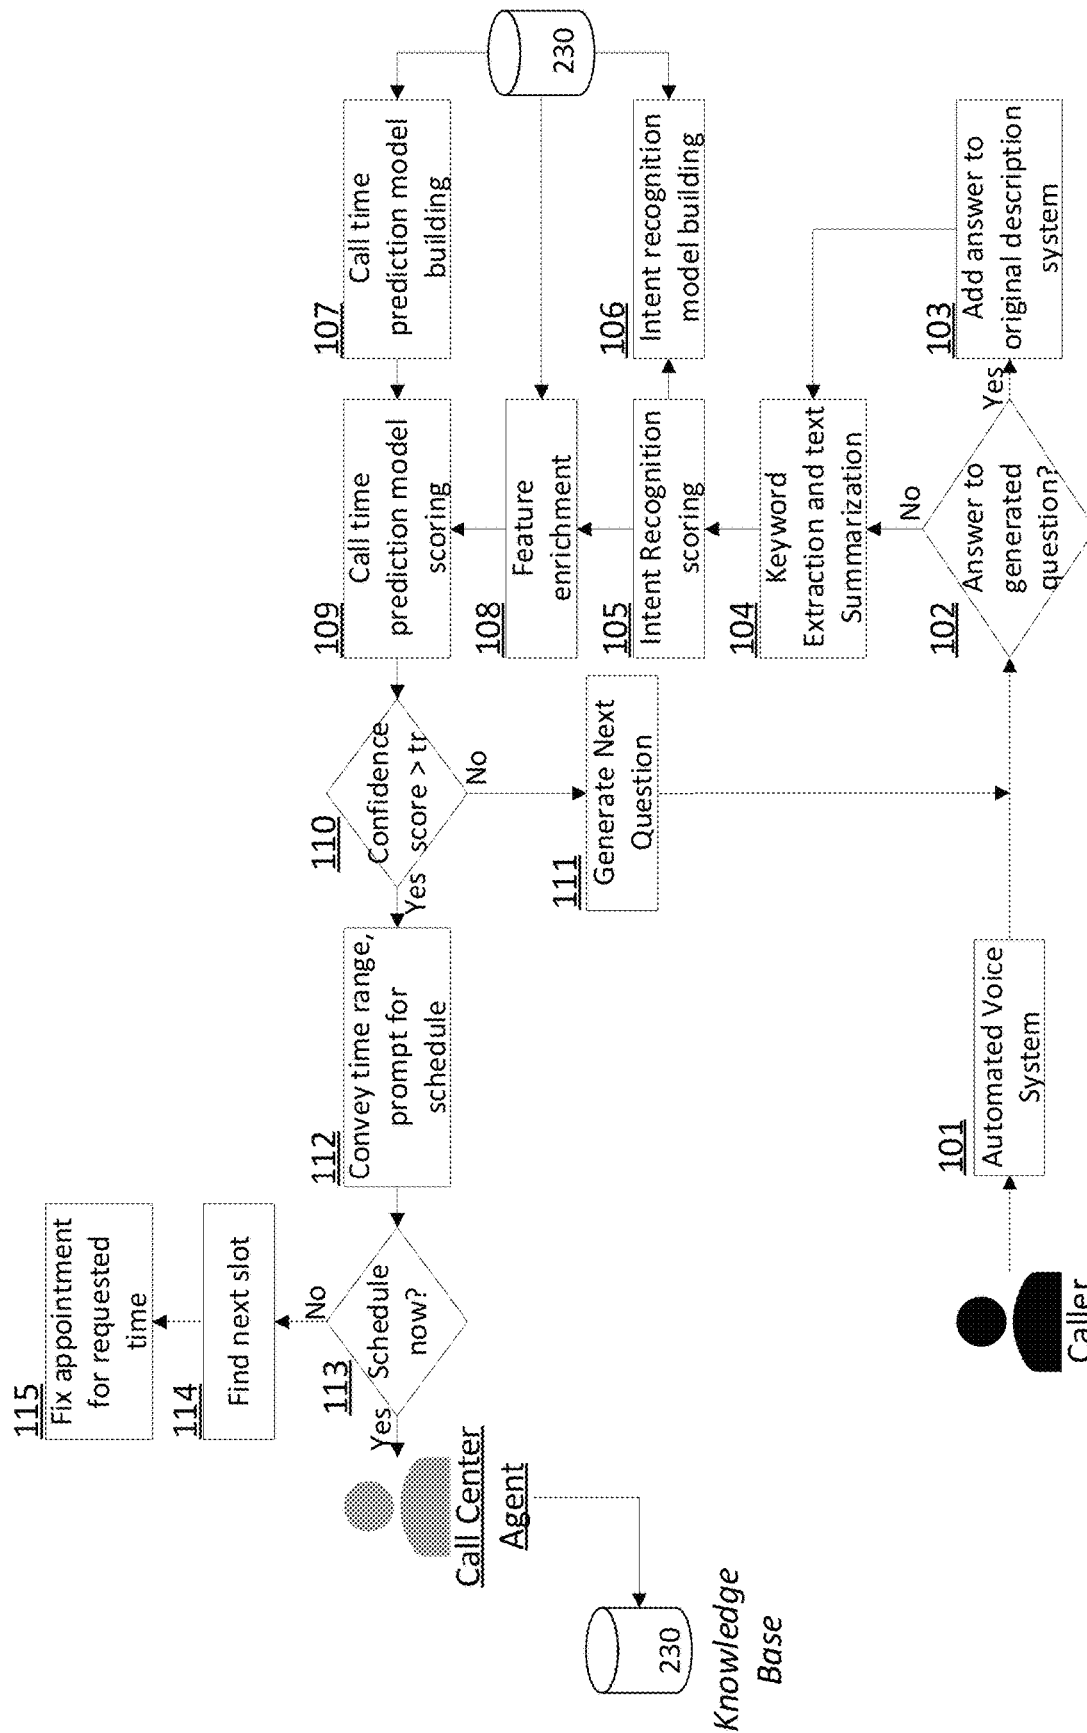 115
Fix appointment
for requested
time
114
Find next slot
No
113
Schedule
now?
Yes
Call Center
Agent
230
Knowledge
Base
112
Convey time range,
prompt for
schedule
110
Confidence
score > tr
Yes
No
111
Generate Next
Question
109
Call time
prediction model
scoring
107
Call time
prediction model
building
108
Feature
enrichment
230
105
Intent Recognition
scoring
106
Intent recognition
model building
104
Keyword
Extraction and text
Summarization
No
102
Answer to
generated
question?
Yes
103
Add answer to
original description
system
101
Automated Voice
System
Caller